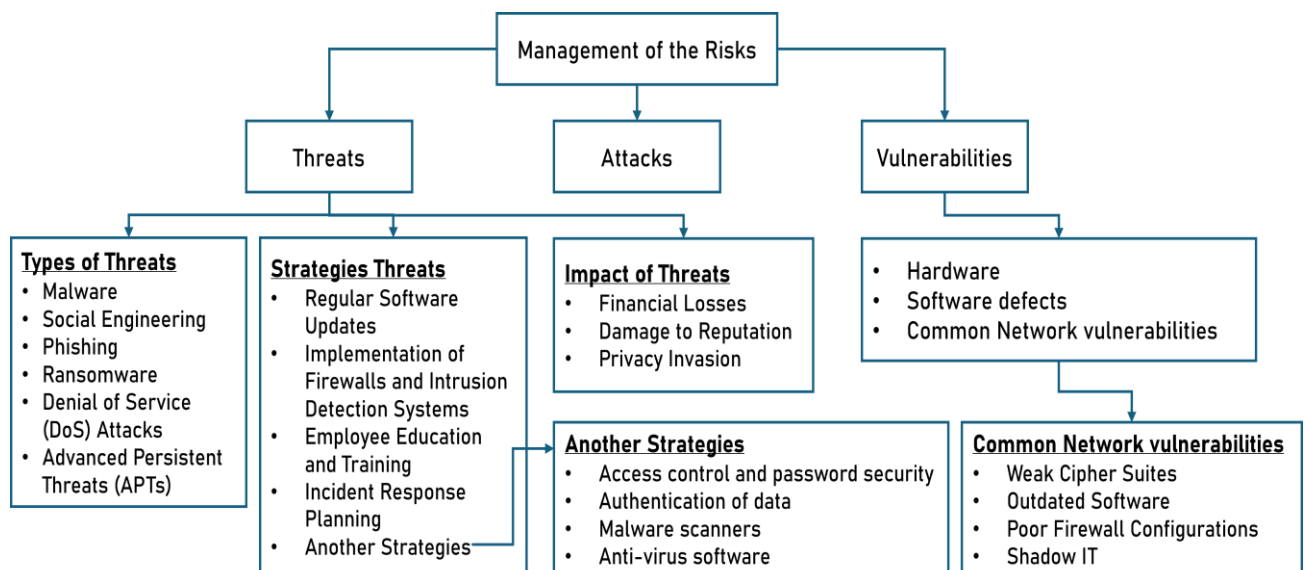 Management of the Risks
Threats
Attacks
Vulnerabilities
Types of Threats
• Malware
• Social Engineering
• Phishing
• Ransomware
• Denial of Service
(DoS) Attacks
• Advanced Persistent
Threats (APTs)
Strategies Threats
• Regular Software
Updates
• Implementation of
Firewalls and Intrusion
Detection Systems
• Employee Education
and Training
• Incident Response
Planning
• Another Strategies
Impact of Threats
• Financial Losses
• Damage to Reputation
• Privacy Invasion
• Hardware
• Software defects
• Common Network vulnerabilities
Another Strategies
• Access control and password security
• Authentication of data
• Malware scanners
• Anti-virus software
Common Network vulnerabilities
• Weak Cipher Suites
• Outdated Software
• Poor Firewall Configurations
• Shadow IT